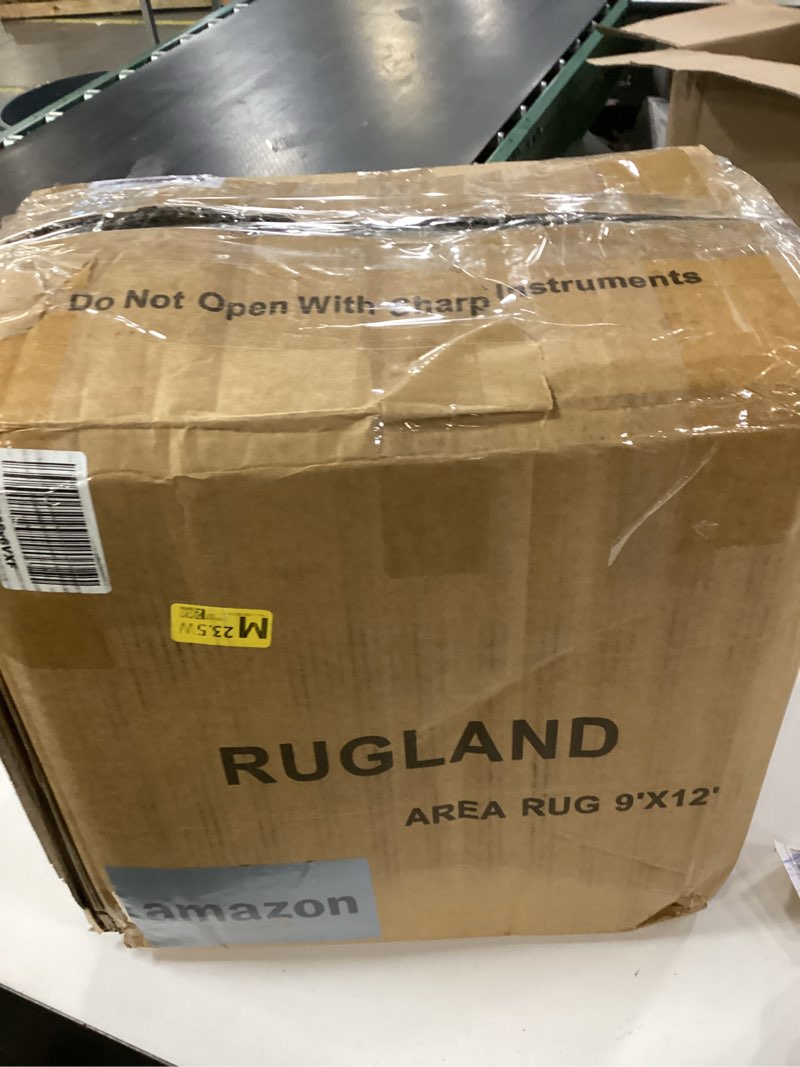 Do Not Open With Sharp Instruments
M 23.5W
RUGLAND
AREA RUG 9'X12'
amazon